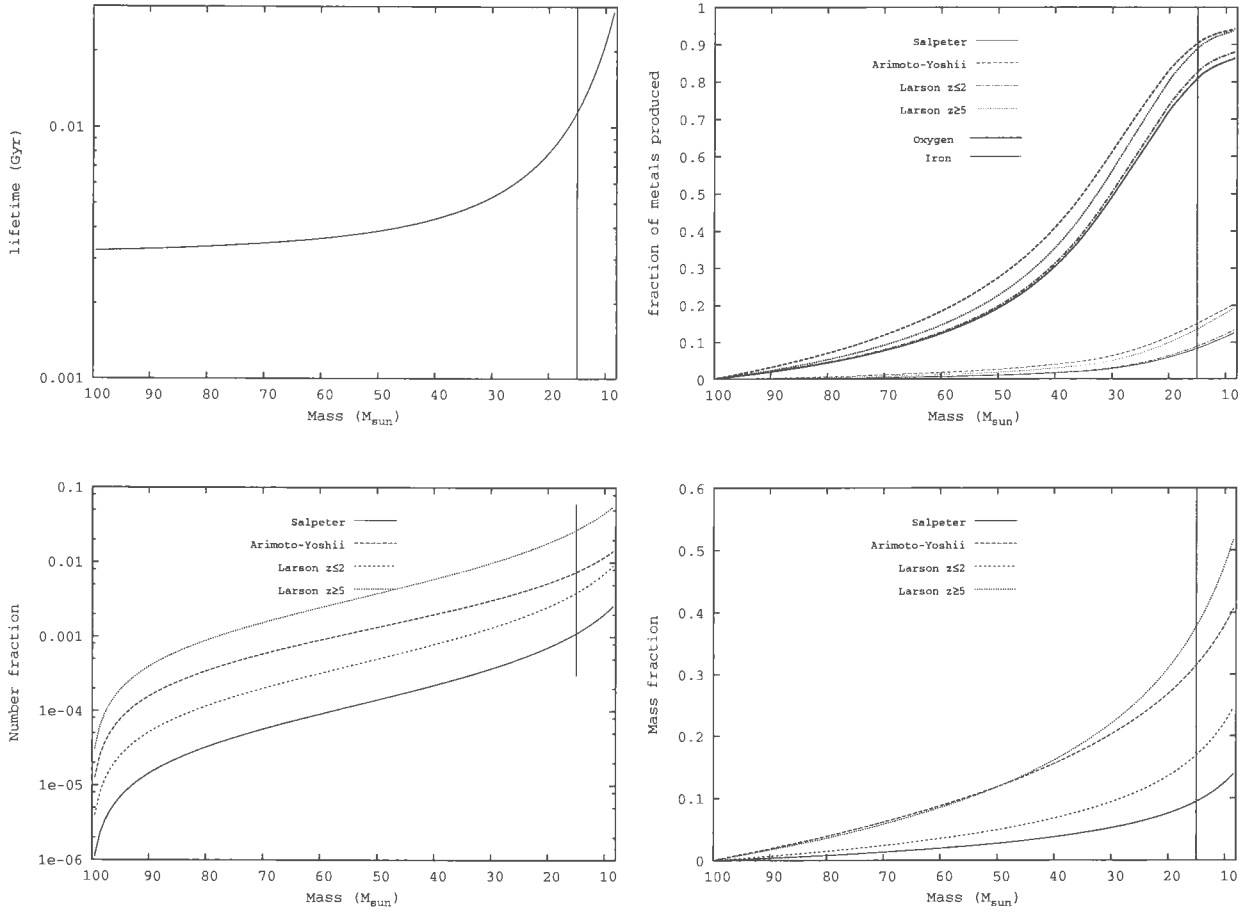 lifetime (Gyr)
0.01
0.001
100 90 80 70 60 50 40 30 20 10
Mass (M_sun)
fraction of metals produced
1
0.9
0.8
0.7
0.6
0.5
0.4
0.3
0.2
0.1
0
Salpeter
Arimoto-Yoshii
Larson z≤2
Larson z≥5
Oxygen
Iron
100 90 80 70 60 50 40 30 20 10
Mass (M_sun)
Number fraction
0.1
0.01
0.001
1e-04
1e-05
1e-06
Salpeter
Arimoto-Yoshii
Larson z≤2
Larson z≥5
100 90 80 70 60 50 40 30 20 10
Mass (M_sun)
Mass fraction
0.6
0.5
0.4
0.3
0.2
0.1
0
Salpeter
Arimoto-Yoshii
Larson z≤2
Larson z≥5
100 90 80 70 60 50 40 30 20 10
Mass (M_sun)